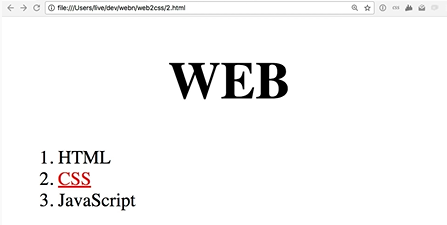 file:///Users/live/dev/webn/web2css/2.html
WEB
1. HTML
2. CSS
3. JavaScript